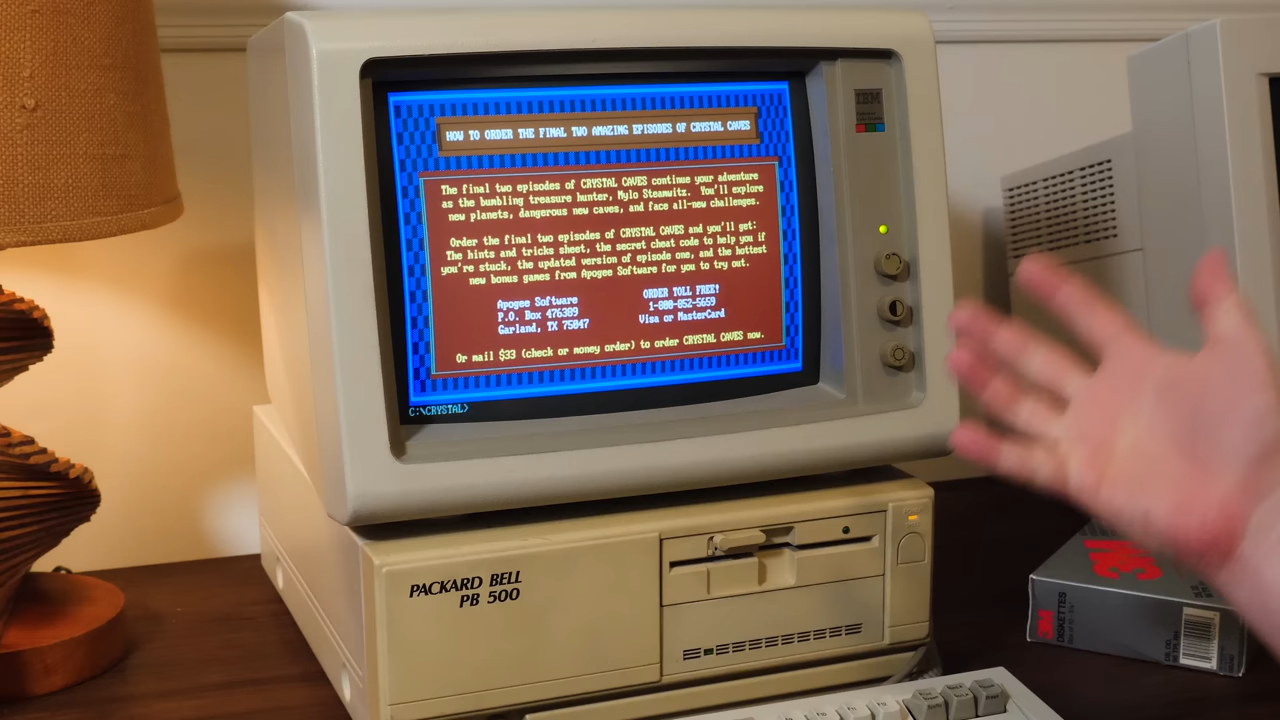 HOW TO ORDER THE FINAL TWO AMAZING EPISODES OF CRYSTAL CAVES
The final two episodes of CRYSTAL CAVES continue your adventure
as the bumbling treasure hunter, Mylo Steamwitz. You'll explore
new planets, dangerous new caves, and face all-new challenges.
Order the final two episodes of CRYSTAL CAVES and you'll get:
The hints and tricks sheet, the secret cheat code to help you if
you're stuck, the updated version of episode one, and the hottest
new bonus games from Apogee Software for you to try out.
Apogee Software
P.O. Box 476389
Garland, TX 75047
ORDER TOLL FREE!
1-800-852-5659
Visa or MasterCard
Or mail $33 (check or money order) to order CRYSTAL CAVES now.
C:\CRYSTAL>
IBM
PACKARD BELL
PB 500
3M
3M
DISKETTES